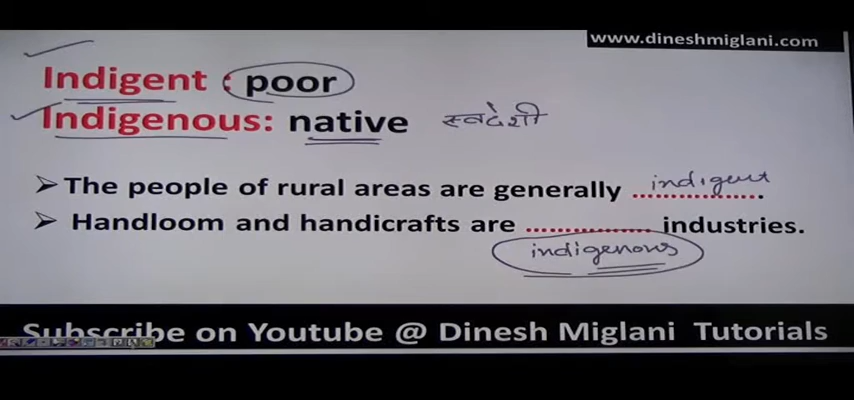 www.dineshmiglani.com
Indigent : poor
Indigenous: native स्वदेशी
➢ The people of rural areas are generally indigent .
➢ Handloom and handicrafts are .................. industries.
indigenous
Subscribe on Youtube @ Dinesh Miglani Tutorials